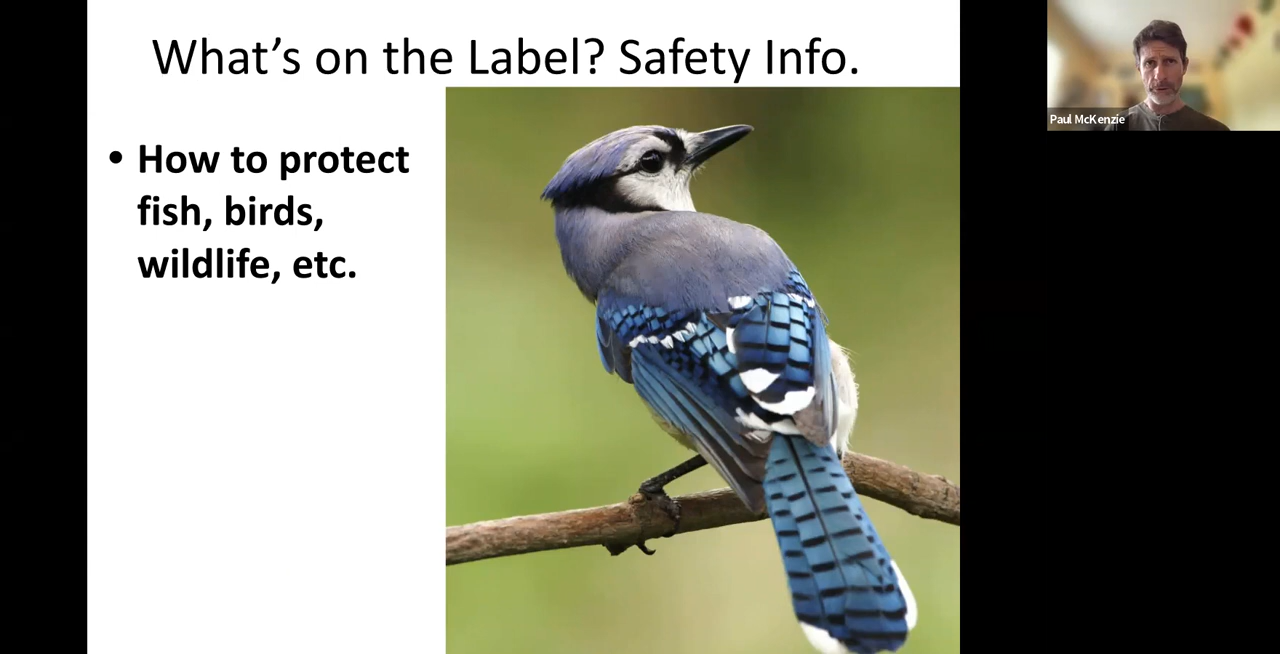 What’s on the Label? Safety Info.
• How to protect
fish, birds,
wildlife, etc.
Paul McKenzie